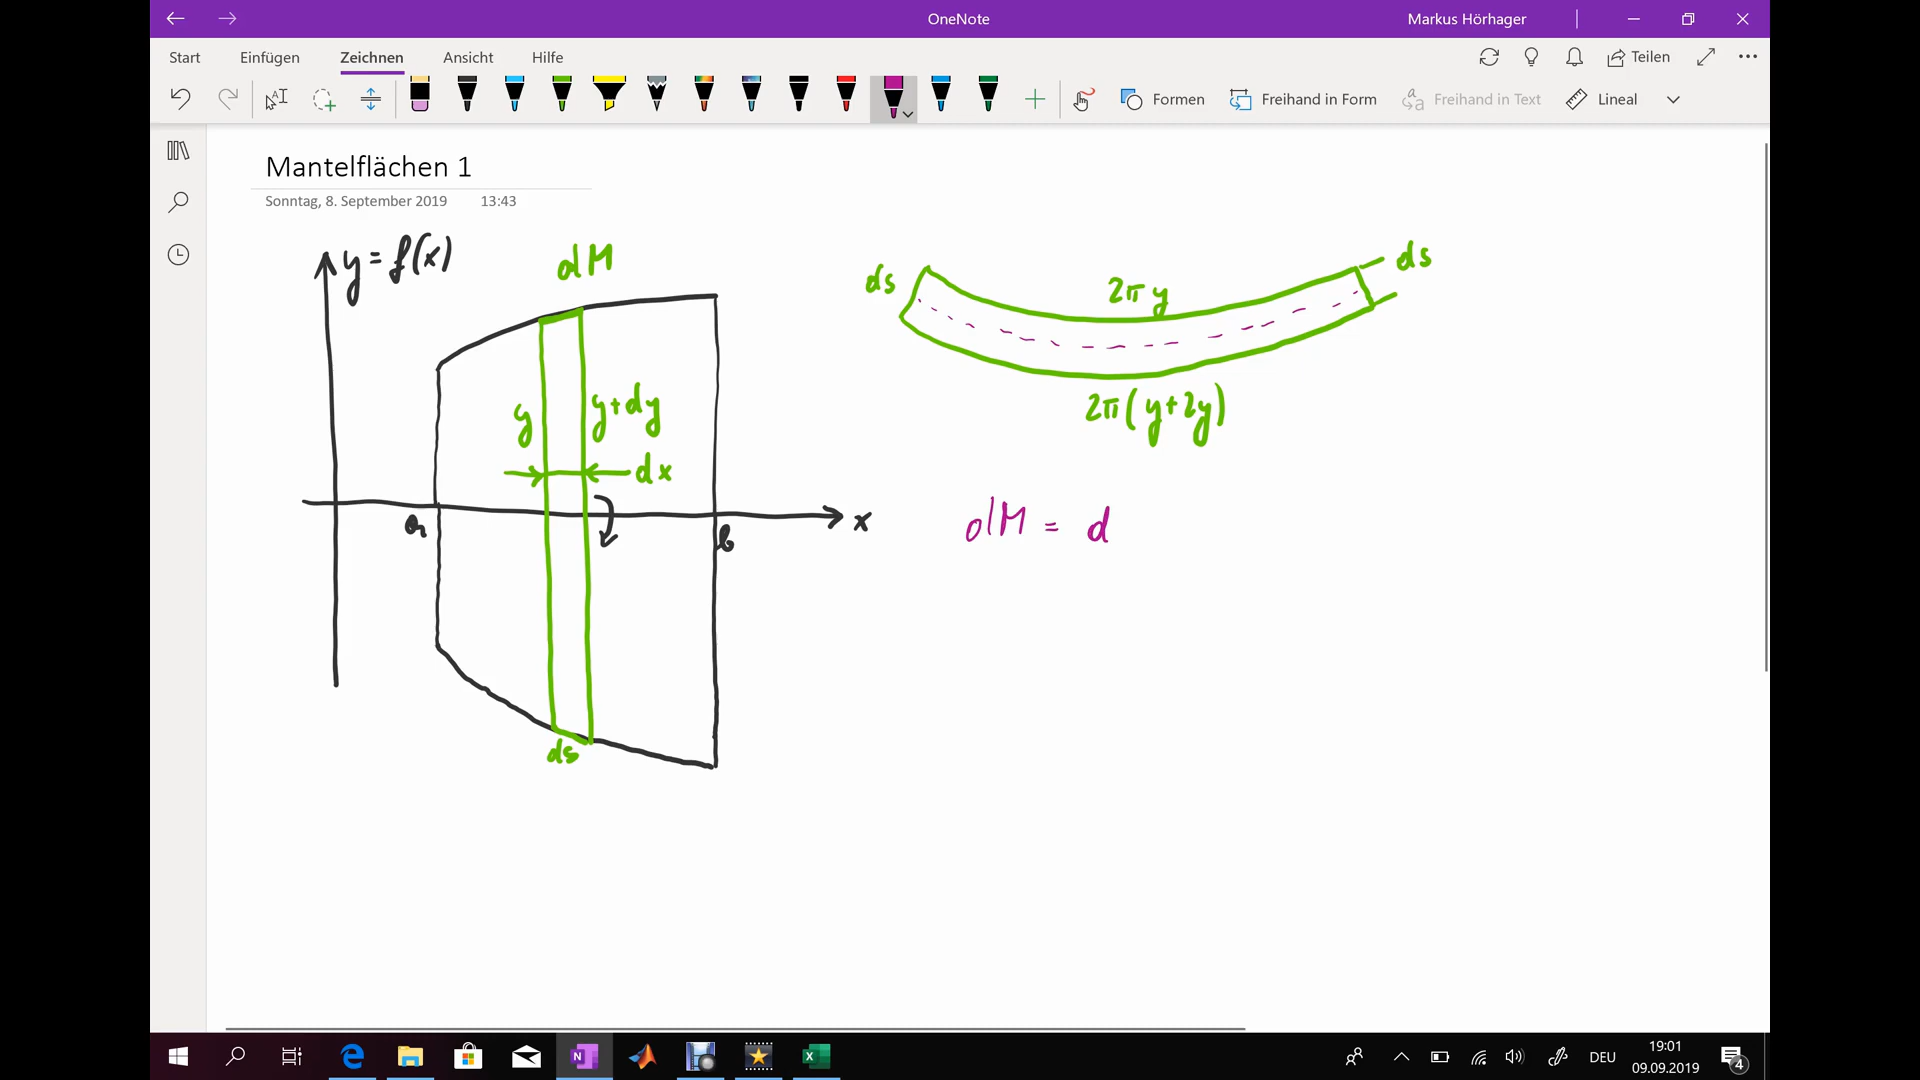 OneNote
Markus Hörhager
Start Einfügen Zeichnen Ansicht Hilfe
Teilen
Formen Freihand in Form Freihand in Text Lineal
Mantelflächen 1
Sonntag, 8. September 2019 13:43
y = f(x)
dM
ds
2π y
ds
y
y+dy
2π(y+2y)
dx
a
b
x
dM = d
ds
DEU
19:01
09.09.2019
4